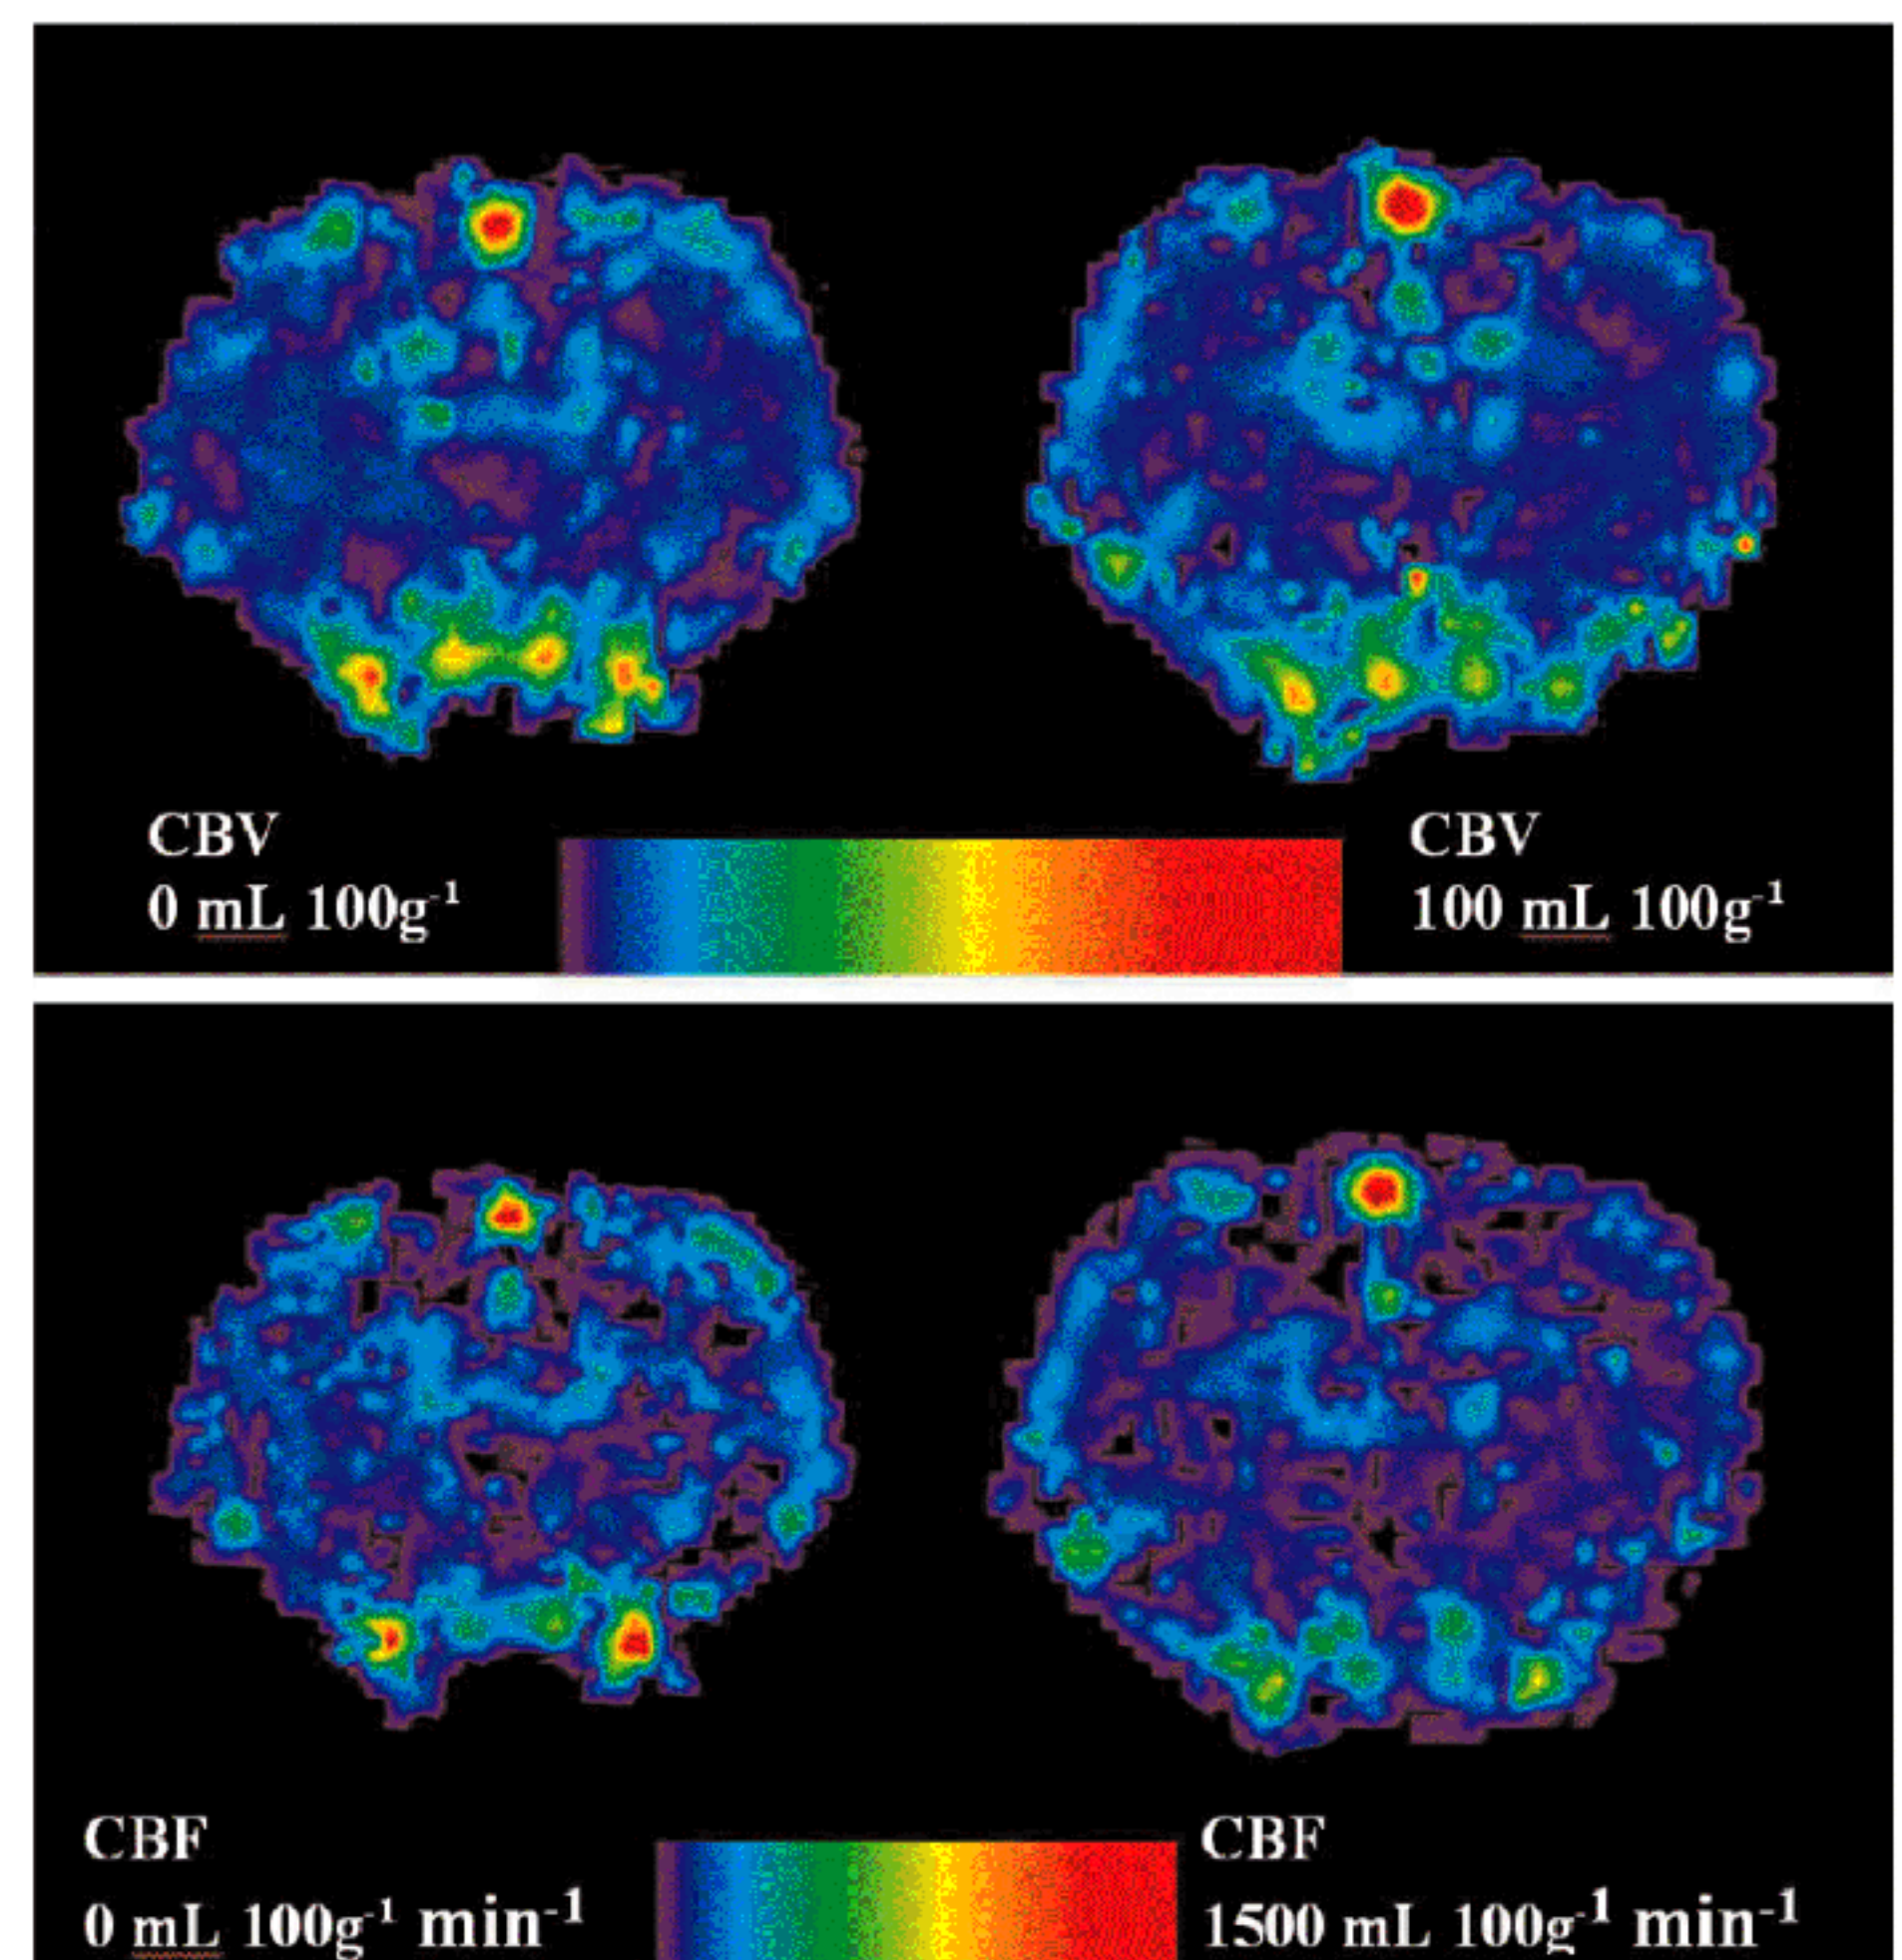 CBV
0 mL 100g⁻¹
CBV
100 mL 100g⁻¹
CBF
0 mL 100g⁻¹ min⁻¹
CBF
1500 mL 100g⁻¹ min⁻¹